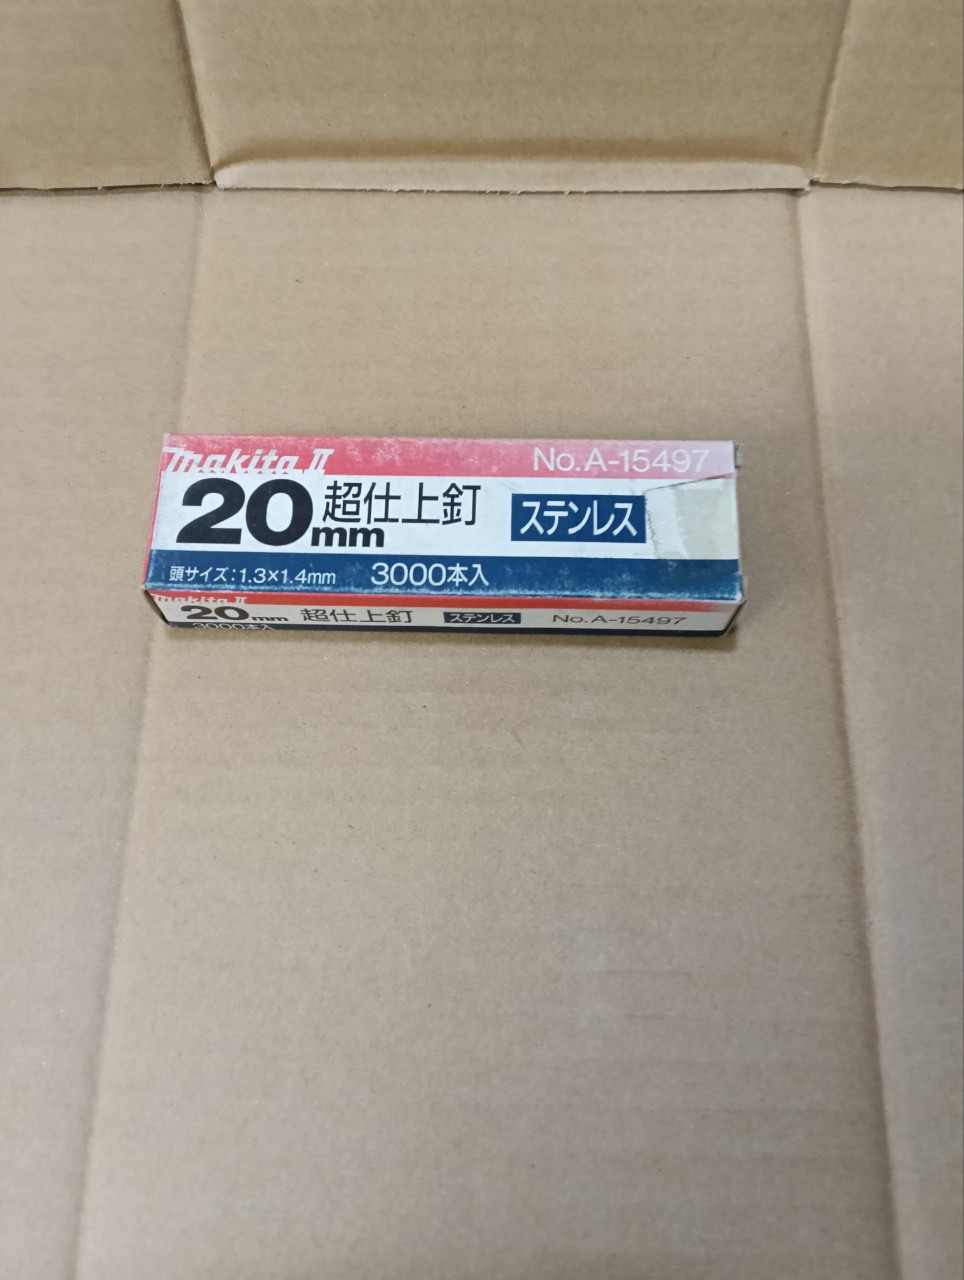 makita II
No.A-15497
20mm 超仕上釘 ステンレス
頭サイズ:1.3×1.4mm 3000本入
makita II
20mm 超仕上釘 ステンレス No.A-15497
3000本入